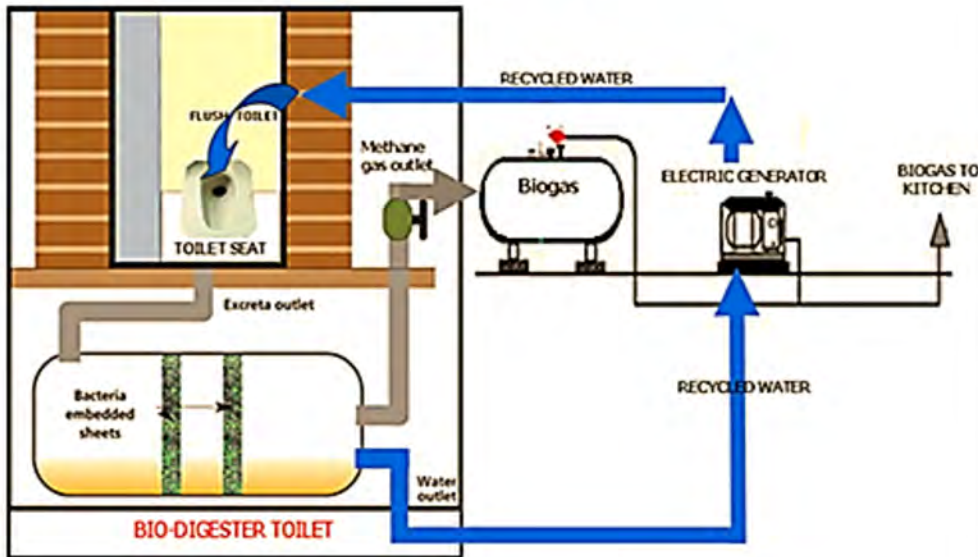 RECYCLED WATER
FLUSH TOILET
Methane
gas outlet
Biogas
ELECTRIC GENERATOR
BIOGAS TO
KITCHEN
TOILET SEAT
Excreta outlet
Bacteria
embedded
sheets
RECYCLED WATER
Water
outlet
BIO-DIGESTER TOILET